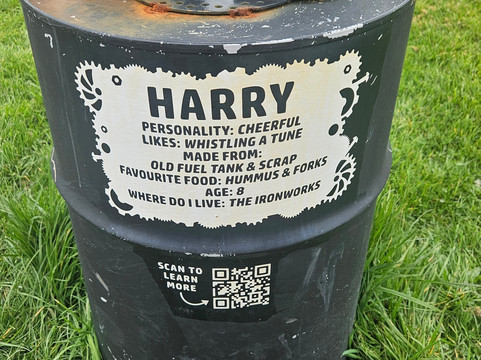 HARRY
HARRY
PERSONALITY: CHEERFUL
LIKES: WHISTLING A TUNE
MADE FROM:
OLD FUEL TANK & SCRAP
FAVOURITE FOOD: HUMMUS & FORKS
AGE: 8
WHERE DO I LIVE: THE IRONWORKS
SCAN TO
LEARN
MORE